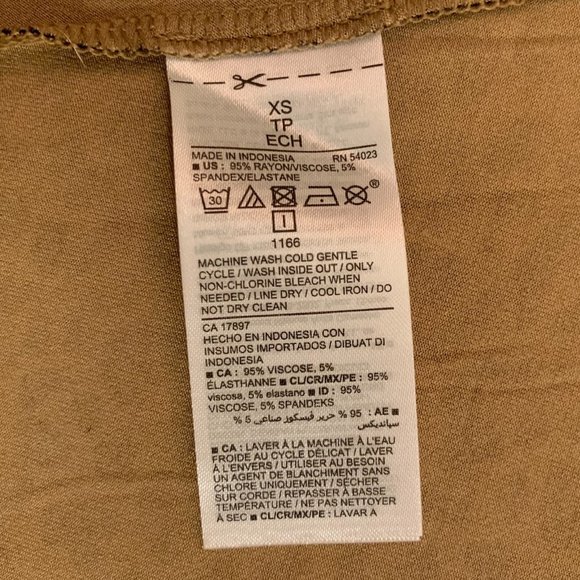 XS
TP
ECH
MADE IN INDONESIA RN 54023
■ US : 95% RAYON/VISCOSE, 5%
SPANDEX/ELASTANE
30
®
I
1166
MACHINE WASH COLD GENTLE
CYCLE / WASH INSIDE OUT / ONLY
NON-CHLORINE BLEACH WHEN
NEEDED / LINE DRY / COOL IRON / DO
NOT DRY CLEAN
CA 17897
HECHO EN INDONESIA CON
INSUMOS IMPORTADOS / DIBUAT DI
INDONESIA
■ CA : 95% VISCOSE, 5%
ÉLASTHANNE ■ CL/CR/MX/PE : 95%
viscosa, 5% elastano ■ ID : 95%
VISCOSE, 5% SPANDEKS
■ AE : 95 % حرير فيسكوز صناعي 5 %
سپانديكس
■ CA : LAVER À LA MACHINE À L'EAU
FROIDE AU CYCLE DÉLICAT / LAVER
À L'ENVERS / UTILISER AU BESOIN
UN AGENT DE BLANCHIMENT SANS
CHLORE UNIQUEMENT / SÉCHER
SUR CORDE / REPASSER À BASSE
TEMPÉRATURE / NE PAS NETTOYER
À SEC ■ CL/CR/MX/PE : LAVAR A